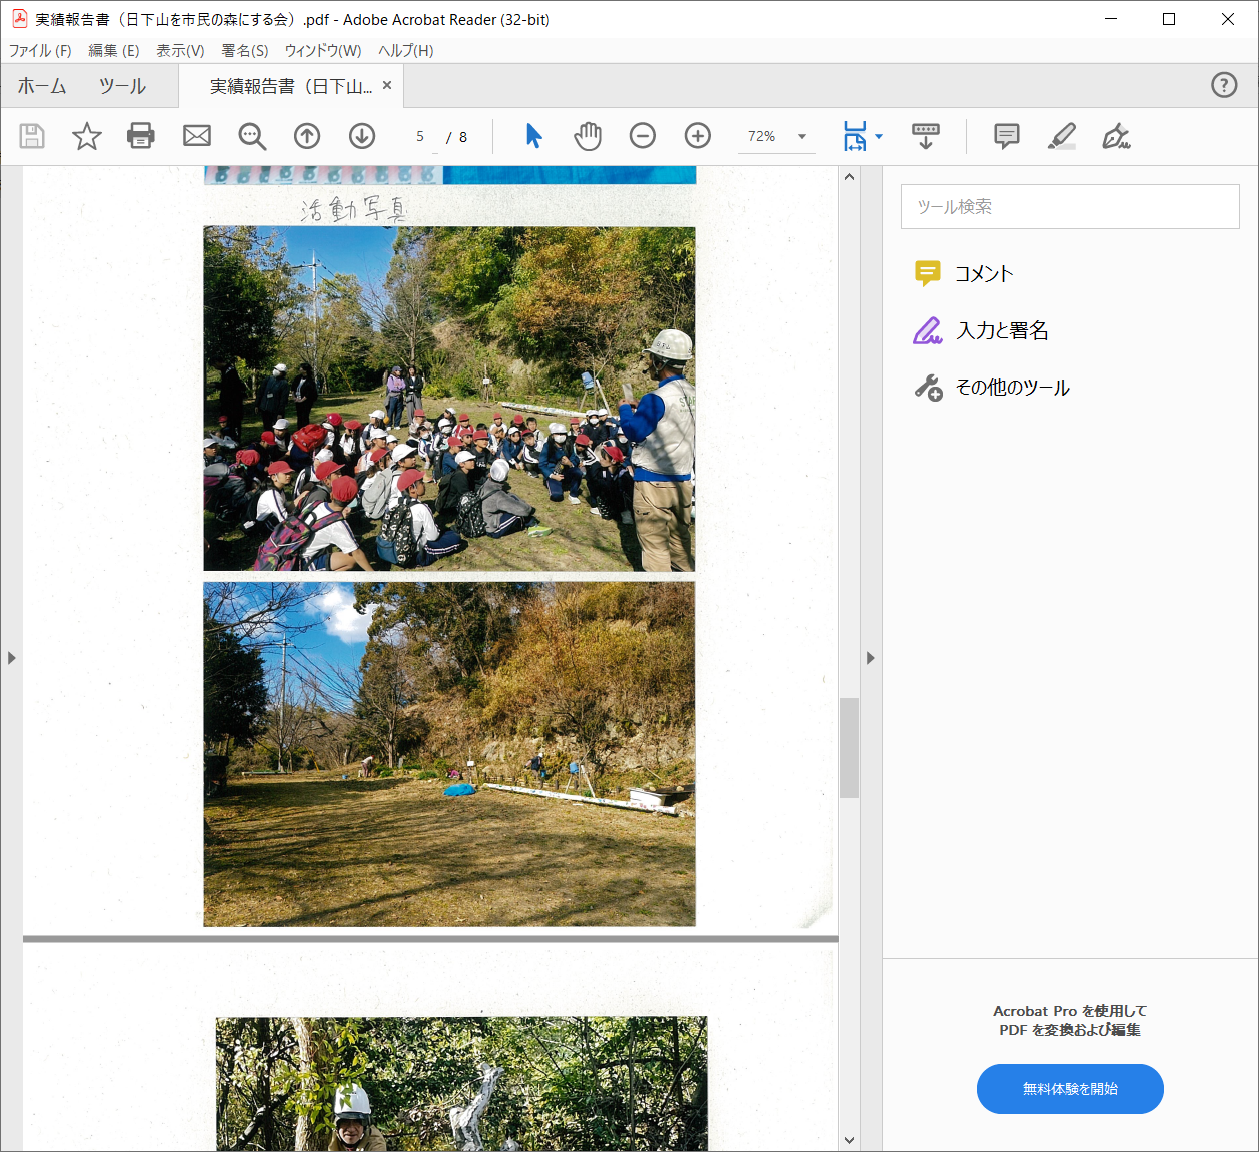 実績報告書（日下山を市民の森にする会）.pdf - Adobe Acrobat Reader (32-bit)
ファイル(F) 編集(E) 表示(V) 署名(S) ウィンドウ(W) ヘルプ(H)
ホーム ツール 実績報告書（日下山... ×
5 / 8 72%
ツール検索
コメント
入力と署名
その他のツール
活動写真
日下山
Acrobat Pro を使用して
PDF を変換および編集
無料体験を開始